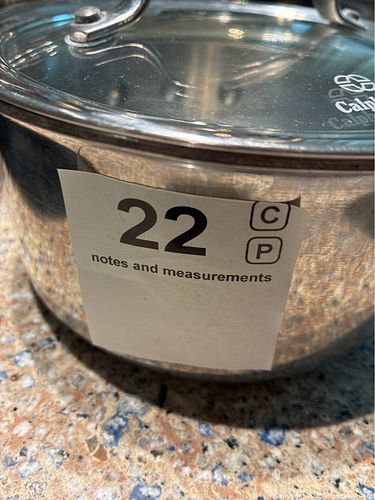 Calph
22
C
P
notes and measurements